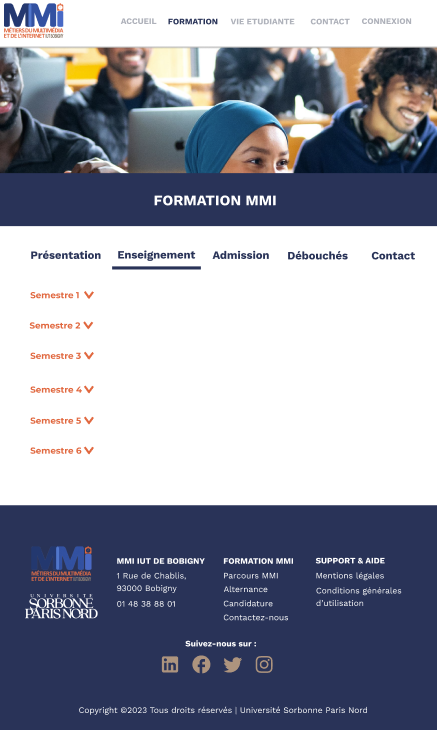 MMi
MÉTIERS DU MULTIMÉDIA
ET DE L'INTERNET IUT BOBIGNY
ACCUEIL FORMATION VIE ETUDIANTE CONTACT CONNEXION
FORMATION MMI
Présentation Enseignement Admission Débouchés Contact
Semestre 1
Semestre 2
Semestre 3
Semestre 4
Semestre 5
Semestre 6
MMi
MÉTIERS DU MULTIMÉDIA
ET DE L'INTERNET IUT BOBIGNY
UNIVERSITÉ
SORBONNE
PARIS NORD
MMI IUT DE BOBIGNY
1 Rue de Chablis,
93000 Bobigny
01 48 38 88 01
FORMATION MMI
Parcours MMI
Alternance
Candidature
Contactez-nous
SUPPORT & AIDE
Mentions légales
Conditions générales
d'utilisation
Suivez-nous sur :
Copyright ©2023 Tous droits réservés | Université Sorbonne Paris Nord